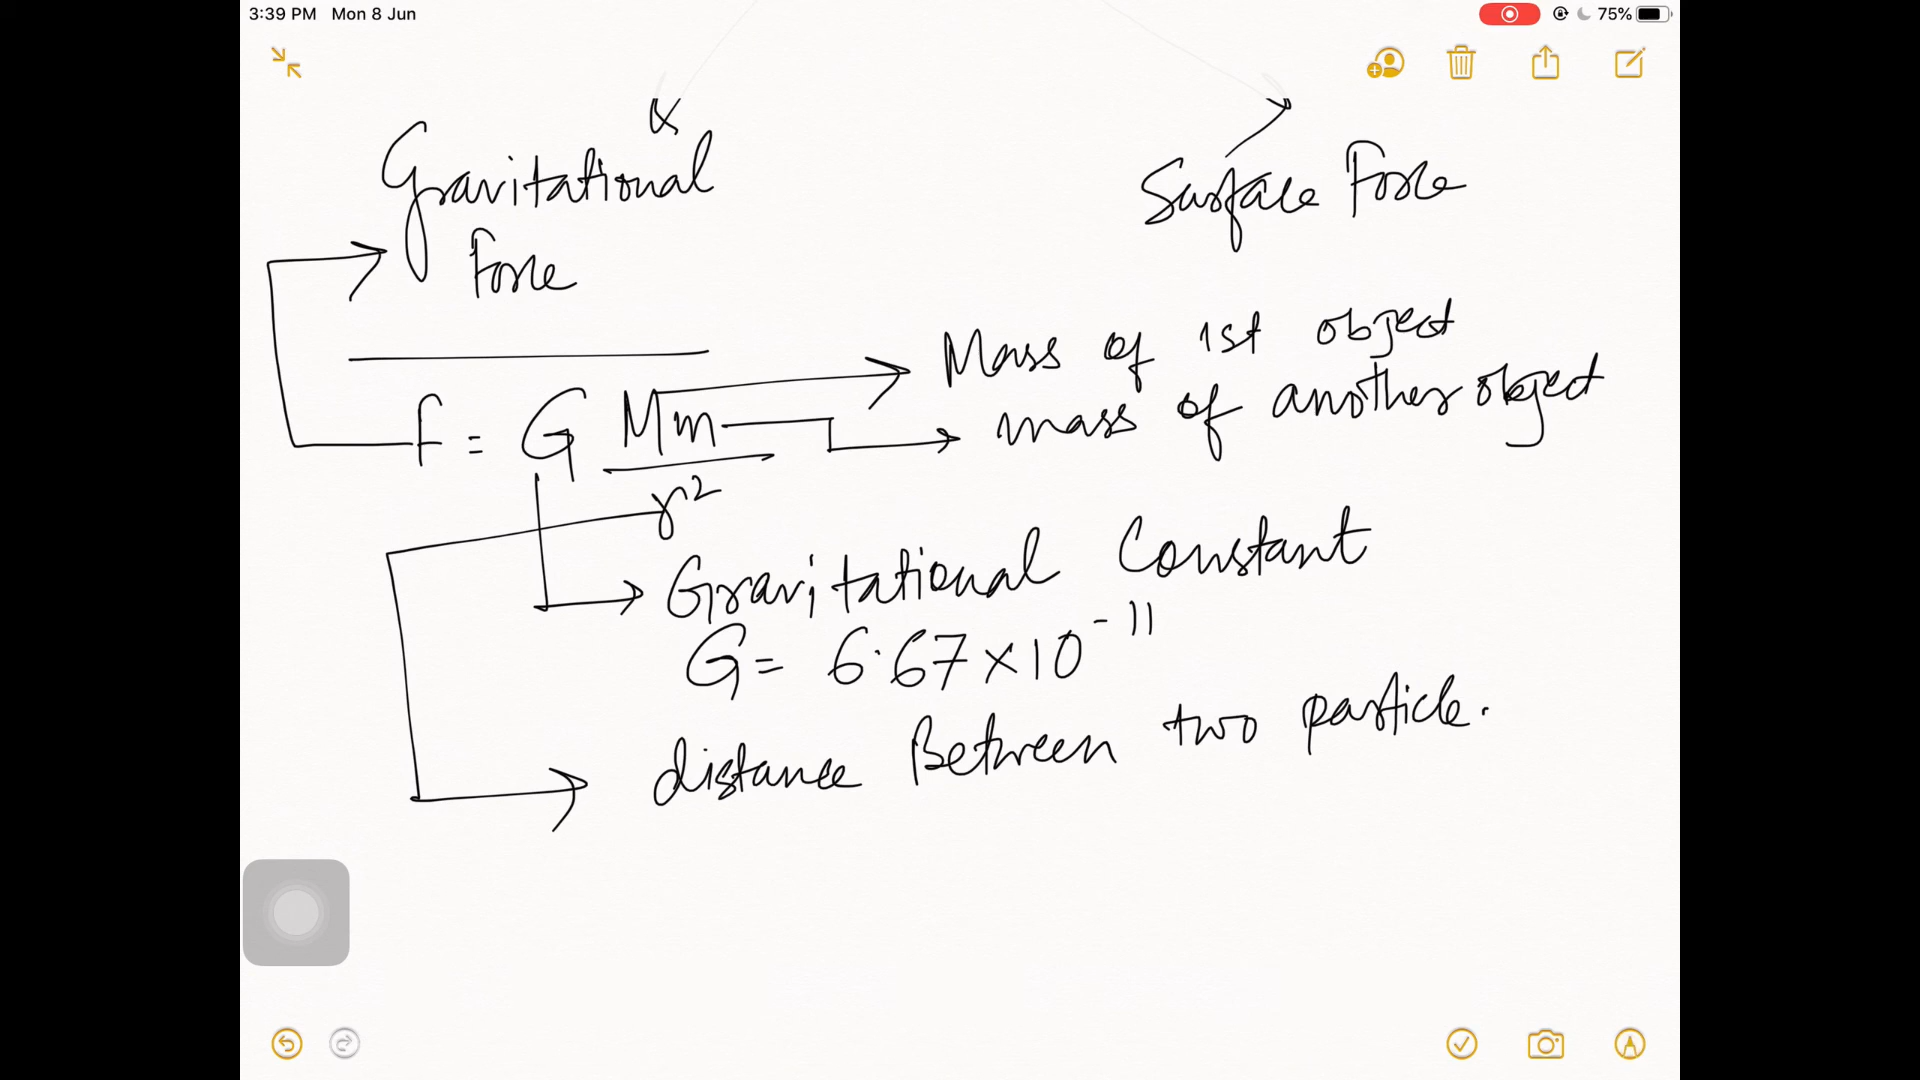 3:39 PM Mon 8 Jun
75%
Gravitational
Force
Surface Force
f = G Mm
r²
Mass of 1st object
mass of another object
Gravitational Constant
G = 6.67 × 10⁻¹¹
distance Between two particle.